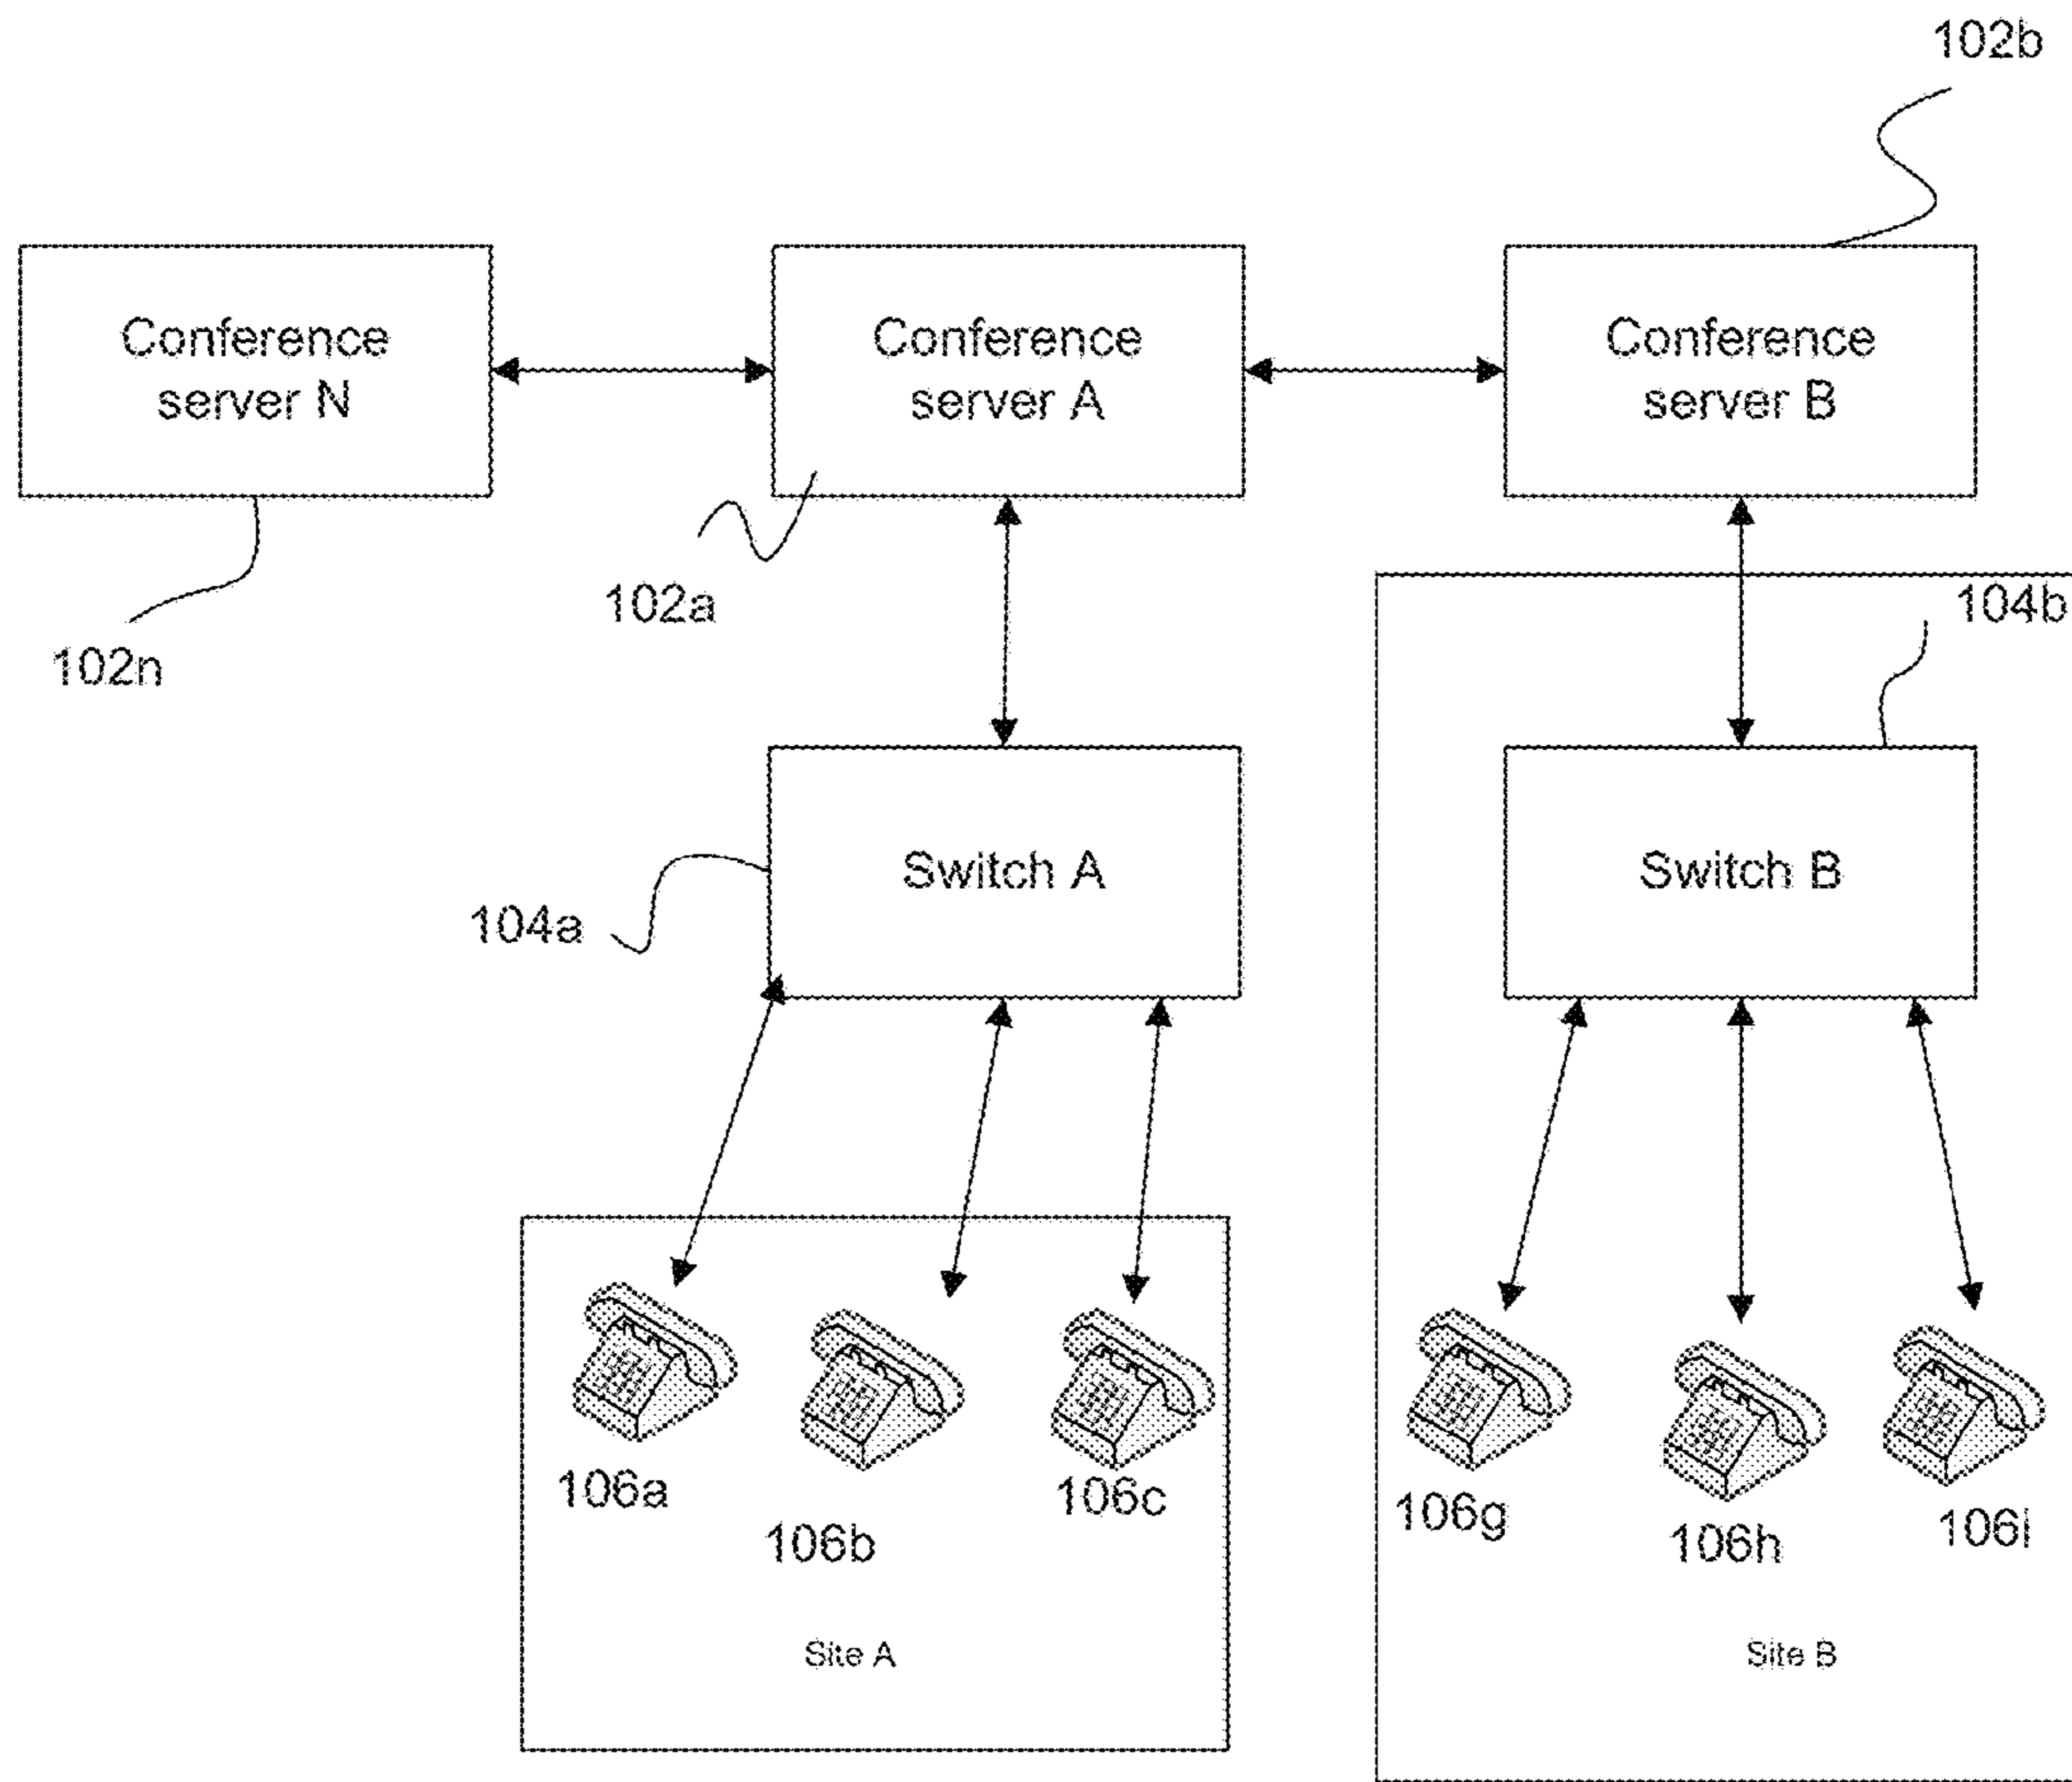 102b
Conference
server N
Conference
server A
Conference
server B
102a
104b
102n
Switch A
Switch B
104a
106a
106b
106c
106g
106h
106i
Site A
Site B